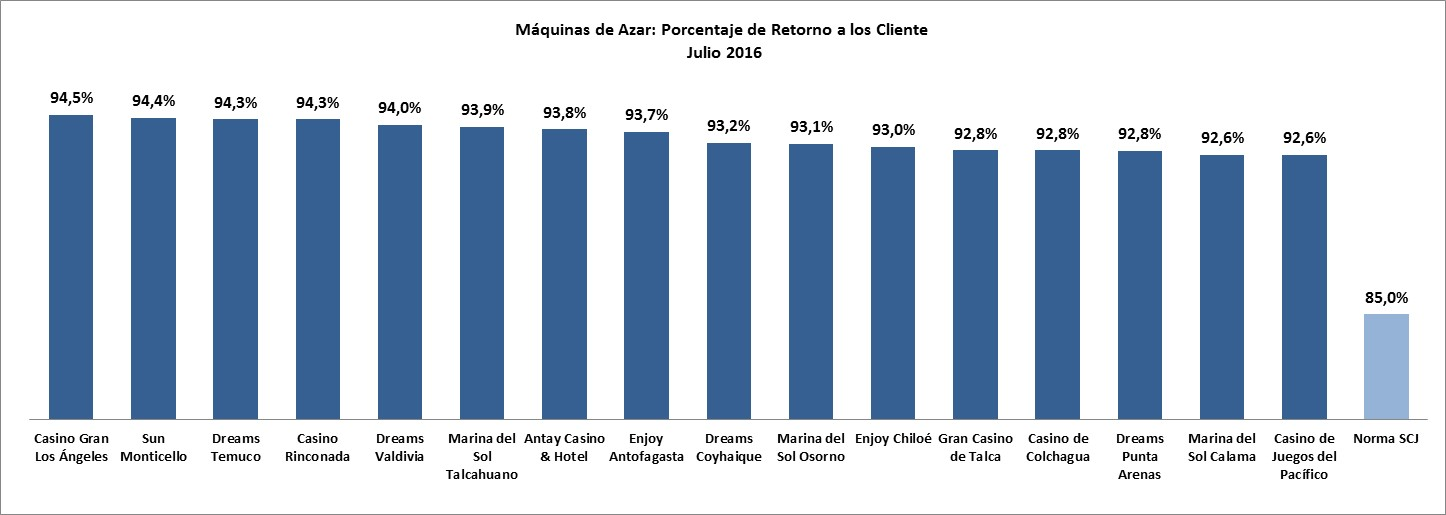 Máquinas de Azar: Porcentaje de Retorno a los Cliente
Julio 2016
94,5%
94,4%
94,3%
94,3%
94,0%
93,9%
93,8%
93,7%
93,2%
93,1%
93,0%
92,8%
92,8%
92,8%
92,6%
92,6%
85,0%
Casino Gran
Los Ángeles
Sun
Monticello
Dreams
Temuco
Casino
Rinconada
Dreams
Valdivia
Marina del
Sol
Talcahuano
Antay Casino
& Hotel
Enjoy
Antofagasta
Dreams
Coyhaique
Marina del
Sol Osorno
Enjoy Chiloé
Gran Casino
de Talca
Casino de
Colchagua
Dreams
Punta
Arenas
Marina del
Sol Calama
Casino de
Juegos del
Pacífico
Norma SCJ